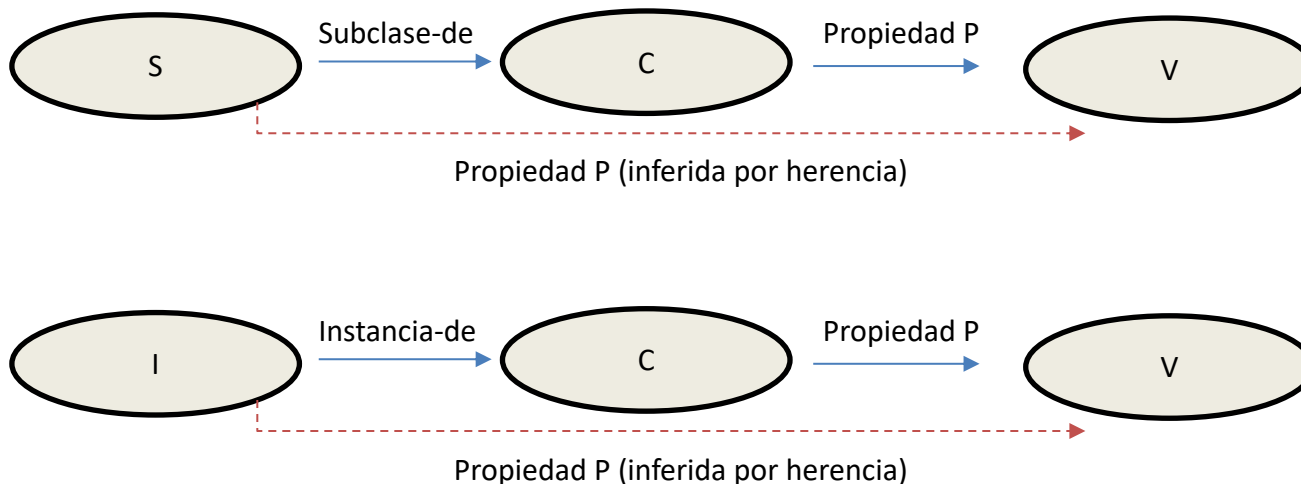 Subclase-de
Propiedad P
S
C
V
Propiedad P (inferida por herencia)
Instancia-de
Propiedad P
I
C
V
Propiedad P (inferida por herencia)